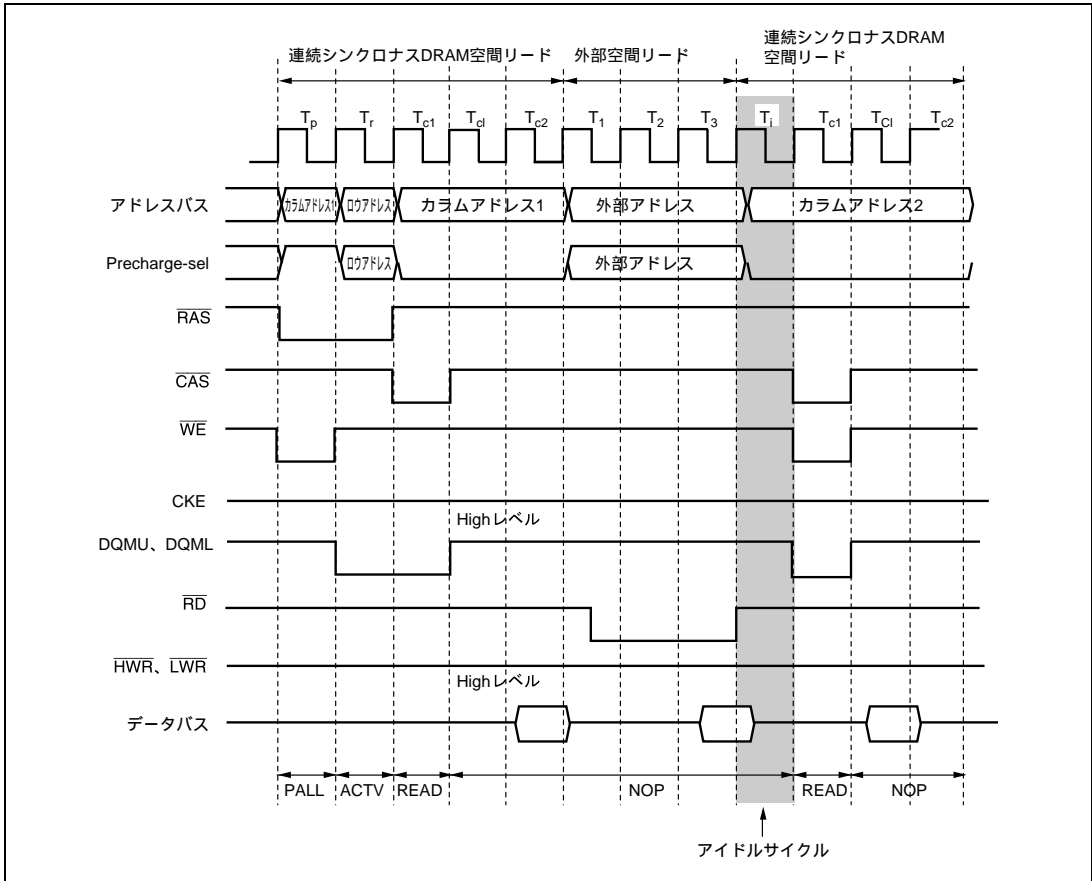 連続シンクロナスDRAM空間リード 外部空間リード 連続シンクロナスDRAM
空間リード
Tp Tr Tc1 Tcl Tc2 T1 T2 T3 Ti Tc1 TCl Tc2
アドレスバス カラムアドレス1 ロウアドレス カラムアドレス1 外部アドレス カラムアドレス2
Precharge-sel ロウアドレス 外部アドレス
RAS
CAS
WE
CKE
Highレベル
DQMU、DQML
RD
HWR、LWR
Highレベル
データバス
PALL ACTV READ NOP READ NOP
アイドルサイクル